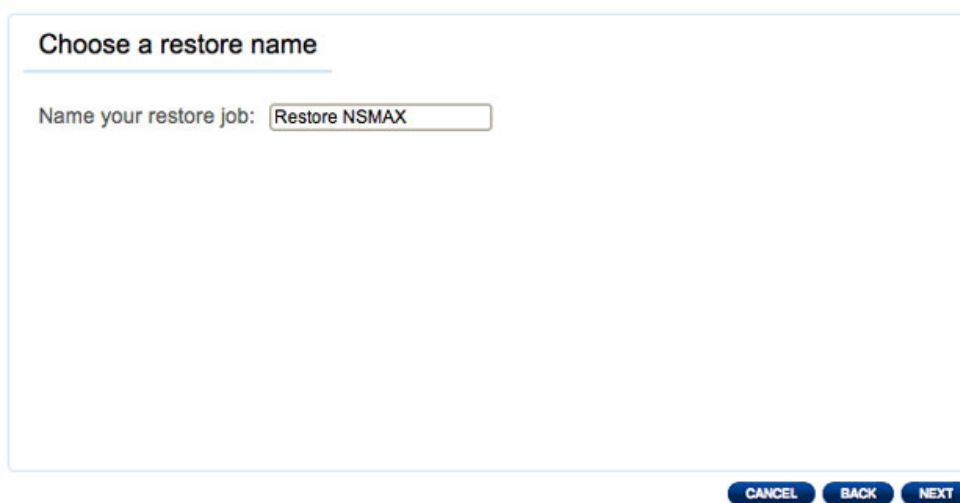 Choose a restore name
Name your restore job: Restore NSMAX
CANCEL BACK NEXT